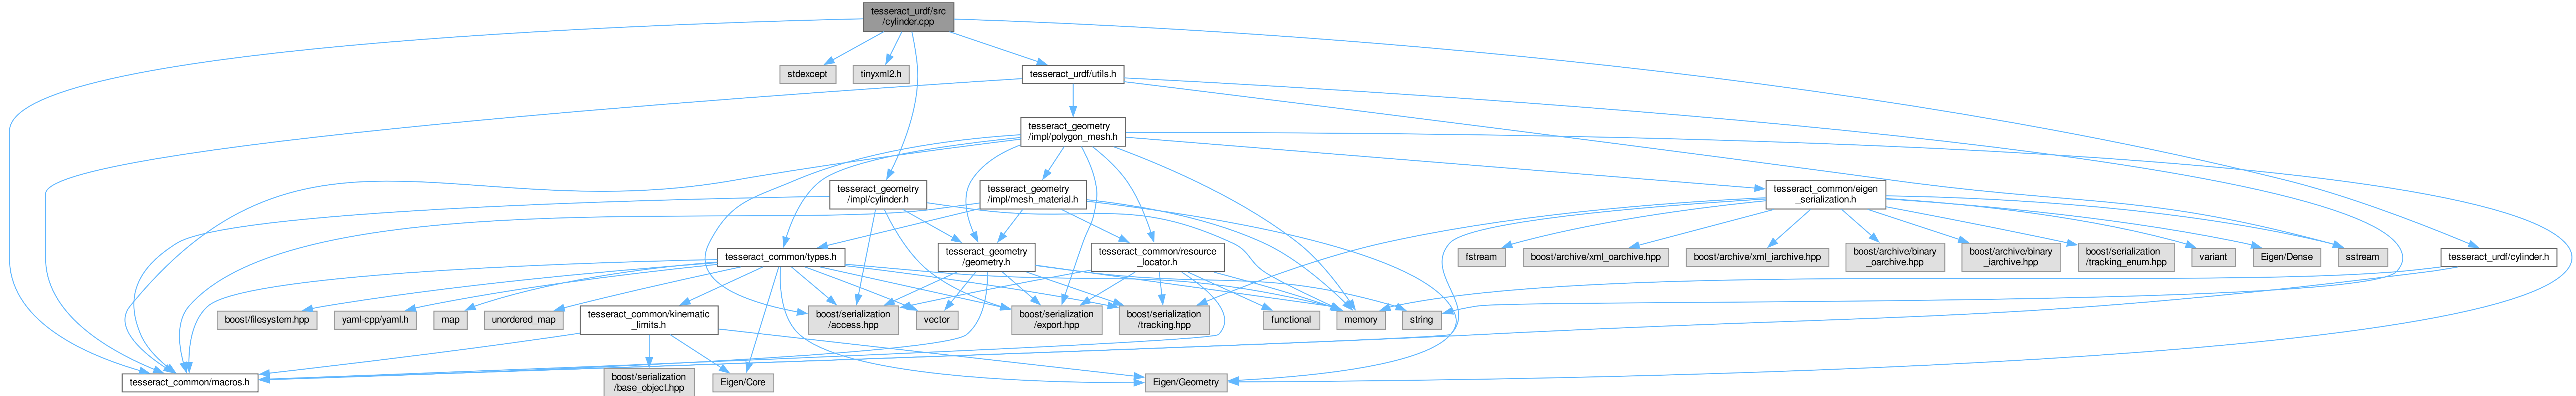 tesseract_urdf/src
/cylinder.cpp
stdexcept
tinyxml2.h
tesseract_urdf/utils.h
tesseract_geometry
/impl/polygon_mesh.h
tesseract_geometry
/impl/cylinder.h
tesseract_geometry
/impl/mesh_material.h
tesseract_common/eigen
_serialization.h
tesseract_common/types.h
tesseract_geometry
/geometry.h
tesseract_common/resource
_locator.h
fstream
boost/archive/xml_oarchive.hpp
boost/archive/xml_iarchive.hpp
boost/archive/binary
_oarchive.hpp
boost/archive/binary
_iarchive.hpp
boost/serialization
/tracking_enum.hpp
variant
Eigen/Dense
sstream
tesseract_urdf/cylinder.h
boost/filesystem.hpp
yaml-cpp/yaml.h
map
unordered_map
tesseract_common/kinematic
_limits.h
boost/serialization
/access.hpp
vector
boost/serialization
/export.hpp
boost/serialization
/tracking.hpp
functional
memory
string
tesseract_common/macros.h
boost/serialization
/base_object.hpp
Eigen/Core
Eigen/Geometry